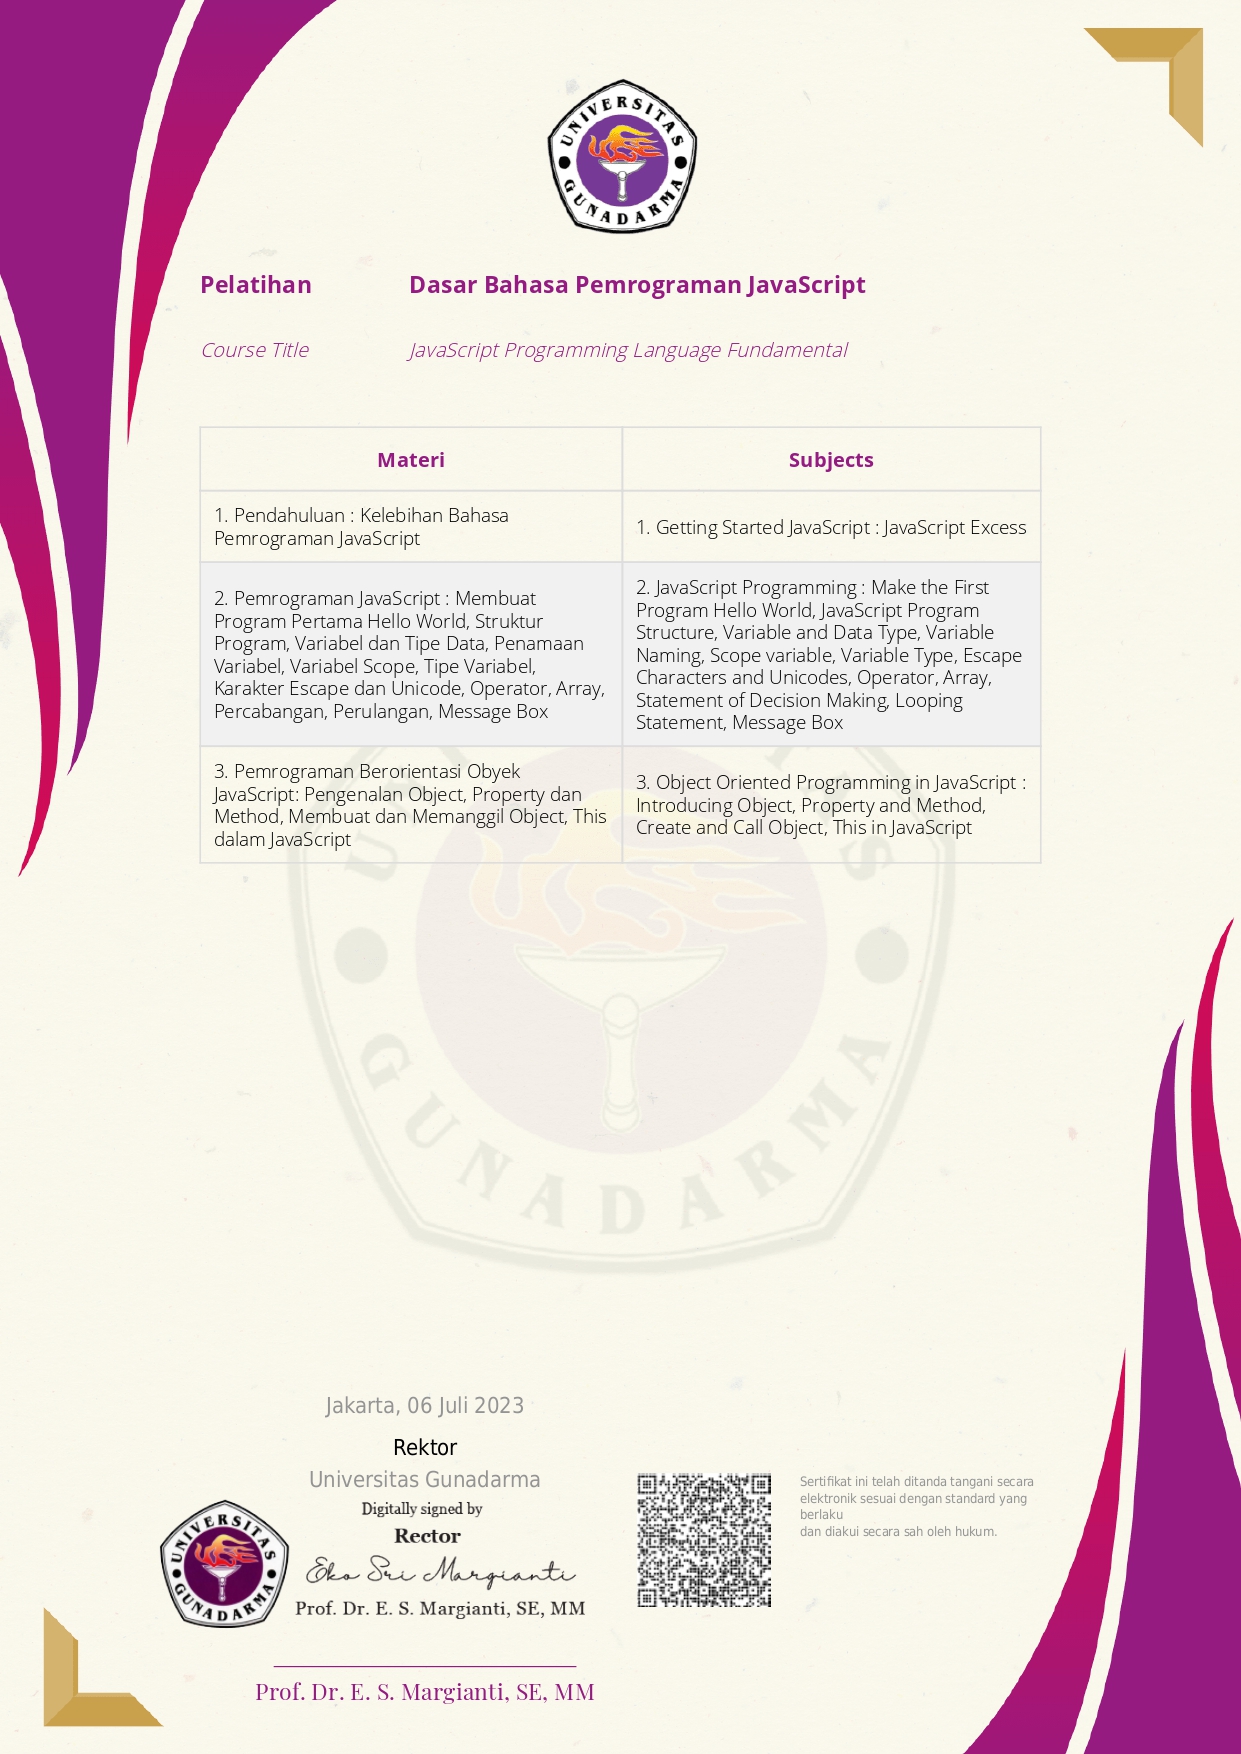 UNIVERSITAS
GUNADARMA
Pelatihan Dasar Bahasa Pemrograman JavaScript
Course Title JavaScript Programming Language Fundamental
Materi Subjects
1. Pendahuluan : Kelebihan Bahasa
Pemrograman JavaScript
1. Getting Started JavaScript : JavaScript Excess
2. Pemrograman JavaScript : Membuat
Program Pertama Hello World, Struktur
Program, Variabel dan Tipe Data, Penamaan
Variabel, Variabel Scope, Tipe Variabel,
Karakter Escape dan Unicode, Operator, Array,
Percabangan, Perulangan, Message Box
2. JavaScript Programming : Make the First
Program Hello World, JavaScript Program
Structure, Variable and Data Type, Variable
Naming, Scope variable, Variable Type, Escape
Characters and Unicodes, Operator, Array,
Statement of Decision Making, Looping
Statement, Message Box
3. Pemrograman Berorientasi Obyek
JavaScript: Pengenalan Object, Property dan
Method, Membuat dan Memanggil Object, This
dalam JavaScript
3. Object Oriented Programming in JavaScript :
Introducing Object, Property and Method,
Create and Call Object, This in JavaScript
GUNADARMA
Jakarta, 06 Juli 2023
Rektor
Universitas Gunadarma
Digitally signed by
Rector
Eko Sri Margianti
Prof. Dr. E. S. Margianti, SE, MM
UNIVERSITAS
GUNADARMA
Sertifikat ini telah ditanda tangani secara
elektronik sesuai dengan standard yang
berlaku
dan diakui secara sah oleh hukum.
Prof. Dr. E. S. Margianti, SE, MM